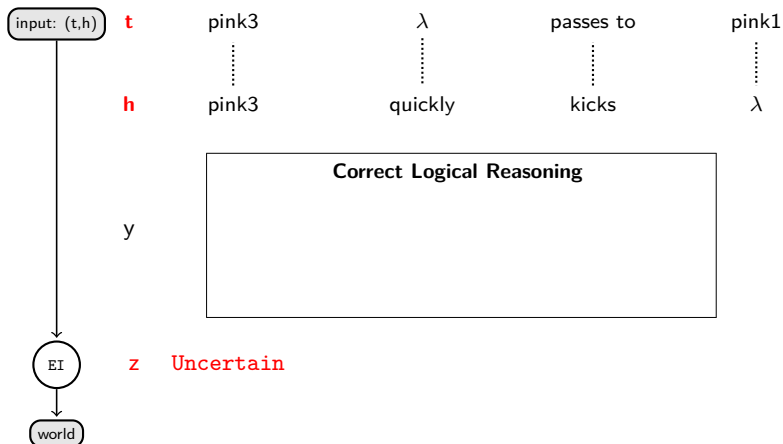 input: (t,h) t pink3 λ passes to pink1
h pink3 quickly kicks λ
Correct Logical Reasoning
y
EI z Uncertain
world